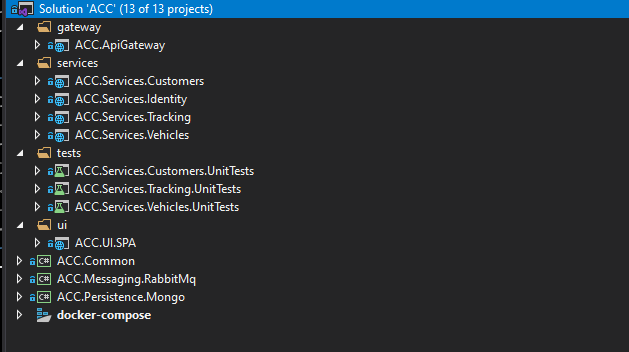 Solution 'ACC' (13 of 13 projects)
gateway
ACC.ApiGateway
services
ACC.Services.Customers
ACC.Services.Identity
ACC.Services.Tracking
ACC.Services.Vehicles
tests
ACC.Services.Customers.UnitTests
ACC.Services.Tracking.UnitTests
ACC.Services.Vehicles.UnitTests
ui
ACC.UI.SPA
C# ACC.Common
C# ACC.Messaging.RabbitMq
C# ACC.Persistence.Mongo
docker-compose